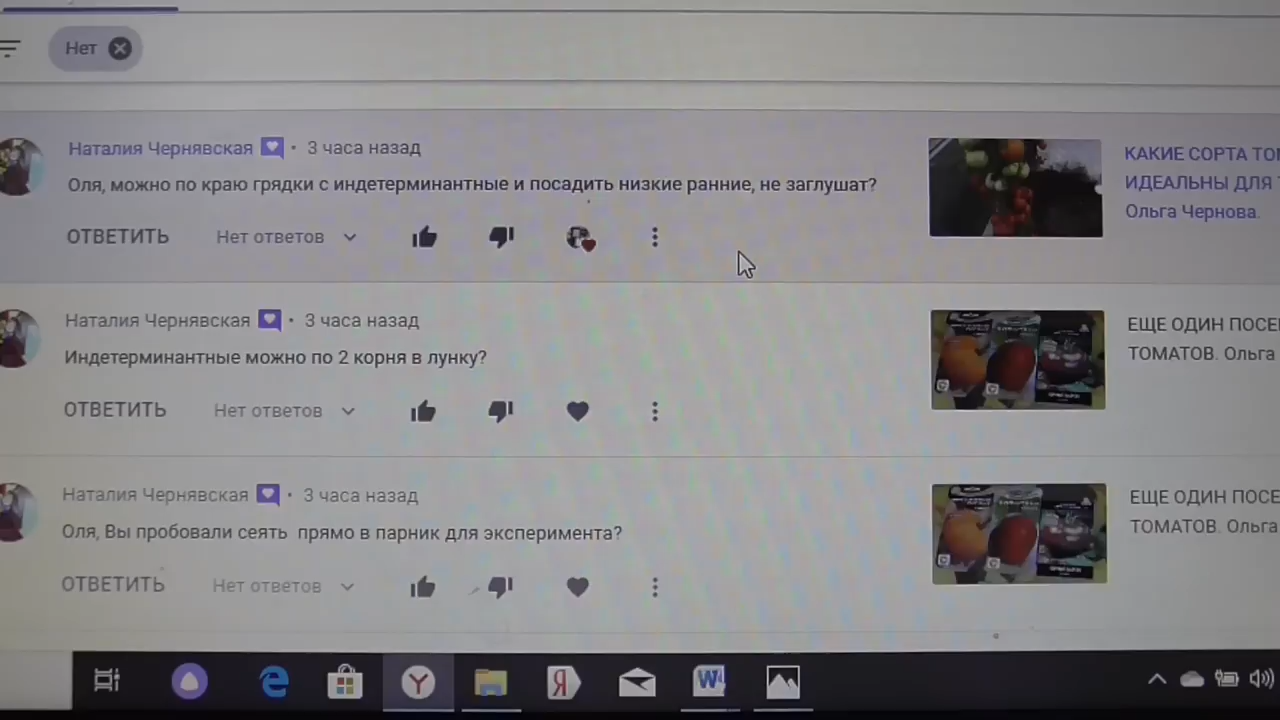 Нет
Наталия Чернявская • 3 часа назад
Оля, можно по краю грядки с индетерминантные и посадить низкие ранние, не заглушат?
ОТВЕТИТЬ Нет ответов
КАКИЕ СОРТА ТО
ИДЕАЛЬНЫ ДЛЯ
Ольга Чернова.
Наталия Чернявская • 3 часа назад
Индетерминантные можно по 2 корня в лунку?
ОТВЕТИТЬ Нет ответов
ЕЩЕ ОДИН ПОСЕ
ТОМАТОВ. Ольга
Наталия Чернявская • 3 часа назад
Оля, Вы пробовали сеять прямо в парник для эксперимента?
ОТВЕТИТЬ Нет ответов
ЕЩЕ ОДИН ПОСЕ
ТОМАТОВ. Ольга